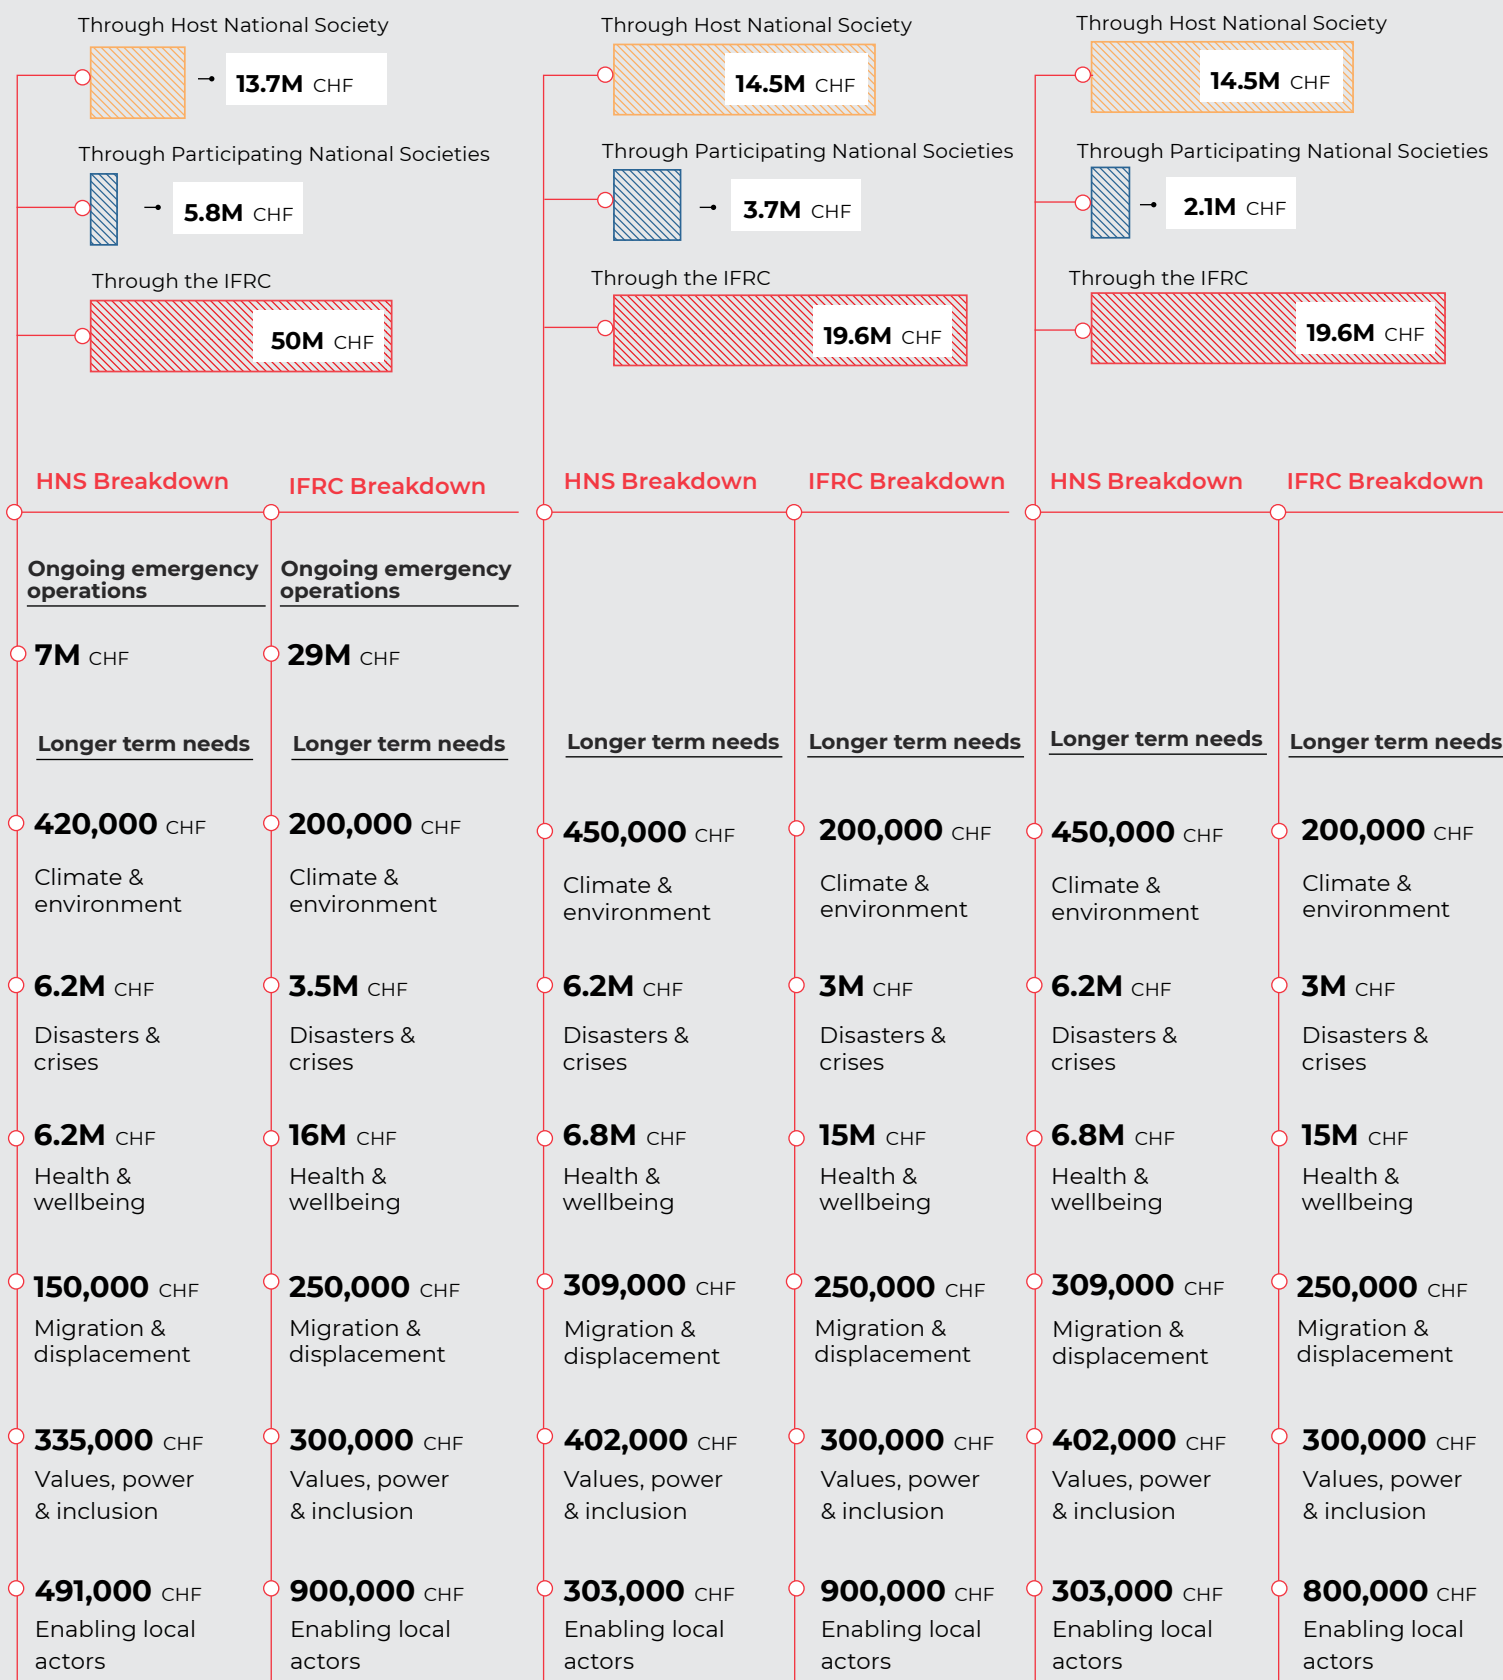 Through Host National Society
13.7M CHF
Through Participating National Societies
5.8M CHF
Through the IFRC
50M CHF
HNS Breakdown
IFRC Breakdown
Ongoing emergency
operations
7M CHF
Longer term needs
420,000 CHF
Climate &
environment
6.2M CHF
Disasters &
crises
6.2M CHF
Health &
wellbeing
150,000 CHF
Migration &
displacement
335,000 CHF
Values, power
& inclusion
491,000 CHF
Enabling local
actors
Ongoing emergency
operations
29M CHF
Longer term needs
200,000 CHF
Climate &
environment
3.5M CHF
Disasters &
crises
16M CHF
Health &
wellbeing
250,000 CHF
Migration &
displacement
300,000 CHF
Values, power
& inclusion
900,000 CHF
Enabling local
actors
Through Host National Society
14.5M CHF
Through Participating National Societies
3.7M CHF
Through the IFRC
19.6M CHF
HNS Breakdown
IFRC Breakdown
Longer term needs
450,000 CHF
Climate &
environment
6.2M CHF
Disasters &
crises
6.8M CHF
Health &
wellbeing
309,000 CHF
Migration &
displacement
402,000 CHF
Values, power
& inclusion
303,000 CHF
Enabling local
actors
Longer term needs
200,000 CHF
Climate &
environment
3M CHF
Disasters &
crises
15M CHF
Health &
wellbeing
250,000 CHF
Migration &
displacement
300,000 CHF
Values, power
& inclusion
900,000 CHF
Enabling local
actors
Through Host National Society
14.5M CHF
Through Participating National Societies
2.1M CHF
Through the IFRC
19.6M CHF
HNS Breakdown
IFRC Breakdown
Longer term needs
450,000 CHF
Climate &
environment
6.2M CHF
Disasters &
crises
6.8M CHF
Health &
wellbeing
309,000 CHF
Migration &
displacement
402,000 CHF
Values, power
& inclusion
303,000 CHF
Enabling local
actors
Longer term needs
200,000 CHF
Climate &
environment
3M CHF
Disasters &
crises
15M CHF
Health &
wellbeing
250,000 CHF
Migration &
displacement
300,000 CHF
Values, power
& inclusion
800,000 CHF
Enabling local
actors